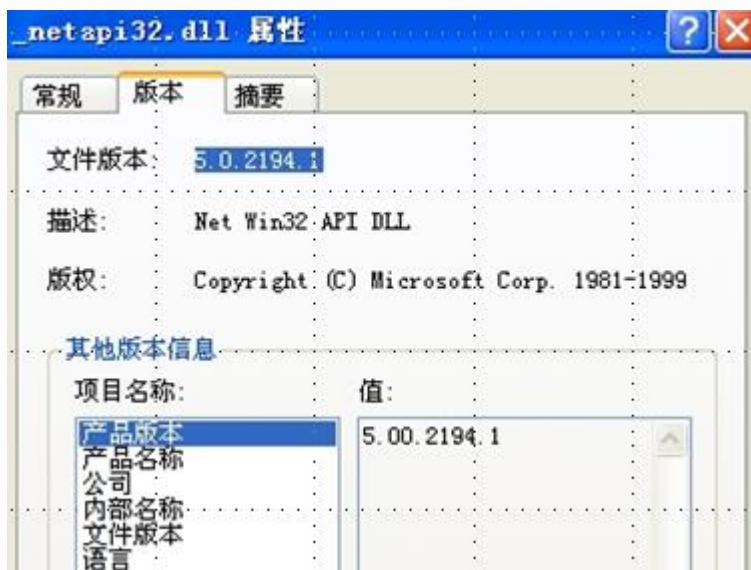 _netapi32.dll 属性
常规 版本 摘要
文件版本: 5.0.2194.1
描述: Net Win32 API DLL
版权: Copyright (C) Microsoft Corp. 1981-1999
其他版本信息
项目名称: 值:
产品版本 5.00.2194.1
产品名称
公司
内部名称
文件版本
语言